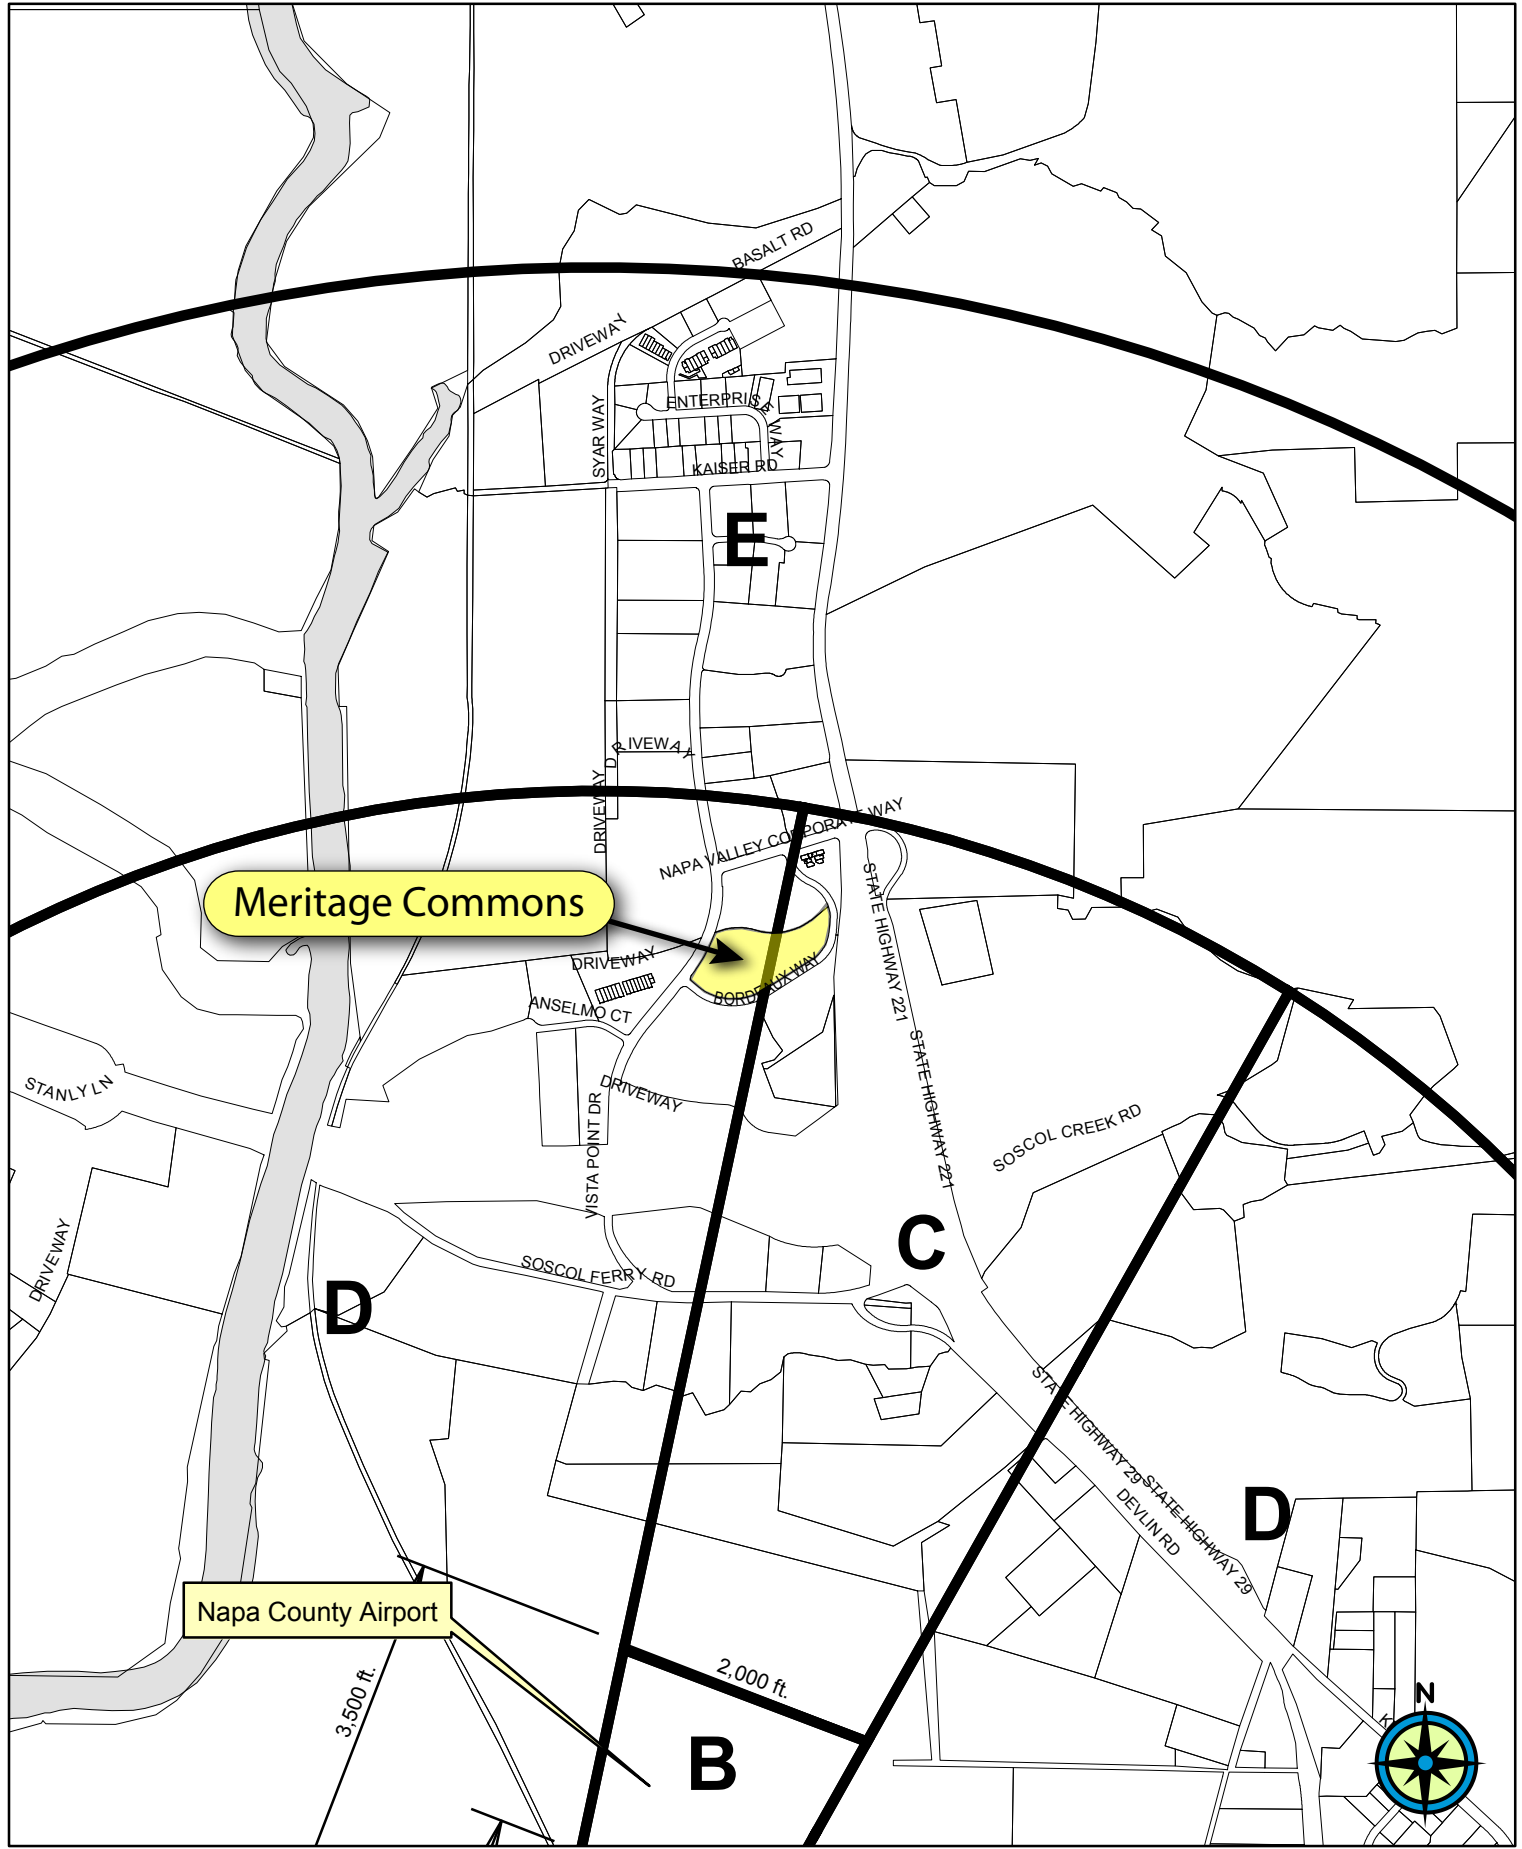 BASALT RD
DRIVEWAY
ENTERPRISE WAY
SYAR WAY
KAISER RD
E
DRIVEWAY
DRIVEWAY
NAPA VALLEY CORPORATE WAY
Meritage Commons
STATE HIGHWAY 221
DRIVEWAY
BORDEAUX WAY
ANSELMO CT
STATE HIGHWAY 221
STANLY LN
DRIVEWAY
VISTA POINT DR
SOSCOL CREEK RD
DRIVEWAY
C
SOSCOL FERRY RD
D
STATE HIGHWAY 29
STATE HIGHWAY 29
DEVLIN RD
D
Napa County Airport
2,000 ft.
3,500 ft.
N
K
B